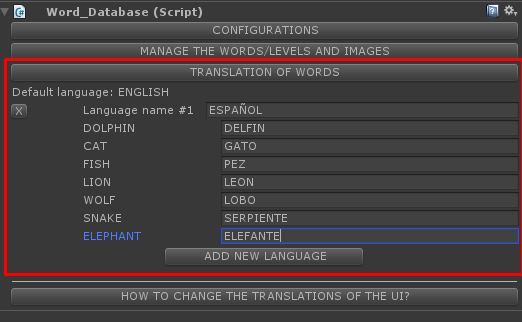 Word_Database (Script)
CONFIGURATIONS
MANAGE THE WORDS/LEVELS AND IMAGES
TRANSLATION OF WORDS
Default language: ENGLISH
X Language name #1 ESPAÑOL
DOLPHIN DELFIN
CAT GATO
FISH PEZ
LION LEON
WOLF LOBO
SNAKE SERPIENTE
ELEPHANT ELEFANTE
ADD NEW LANGUAGE
HOW TO CHANGE THE TRANSLATIONS OF THE UI?